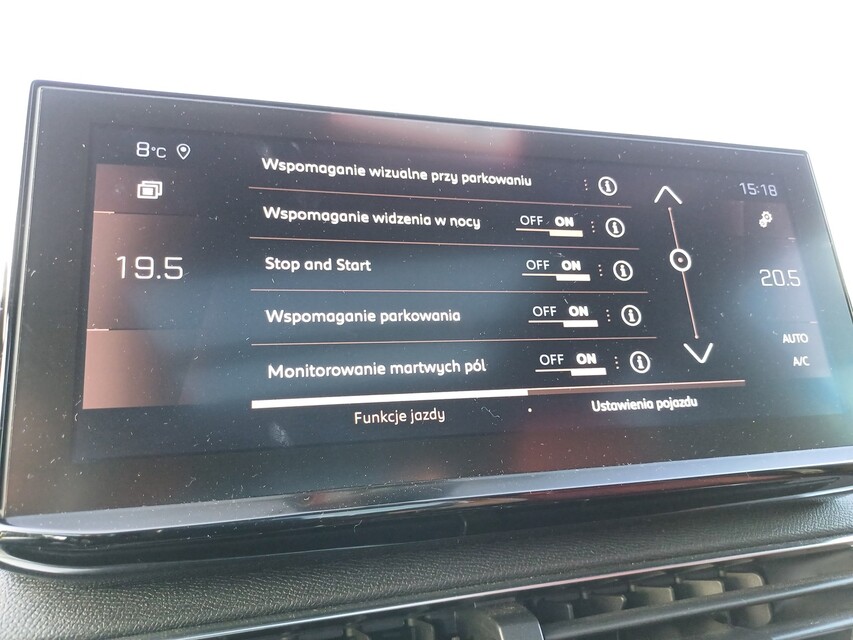 8°C
15:18
Wspomaganie wizualne przy parkowaniu
Wspomaganie widzenia w nocy OFF ON
19.5
Stop and Start OFF ON
20.5
Wspomaganie parkowania OFF ON
AUTO
Monitorowanie martwych pól OFF ON
A/C
Funkcje jazdy
Ustawienia pojazdu